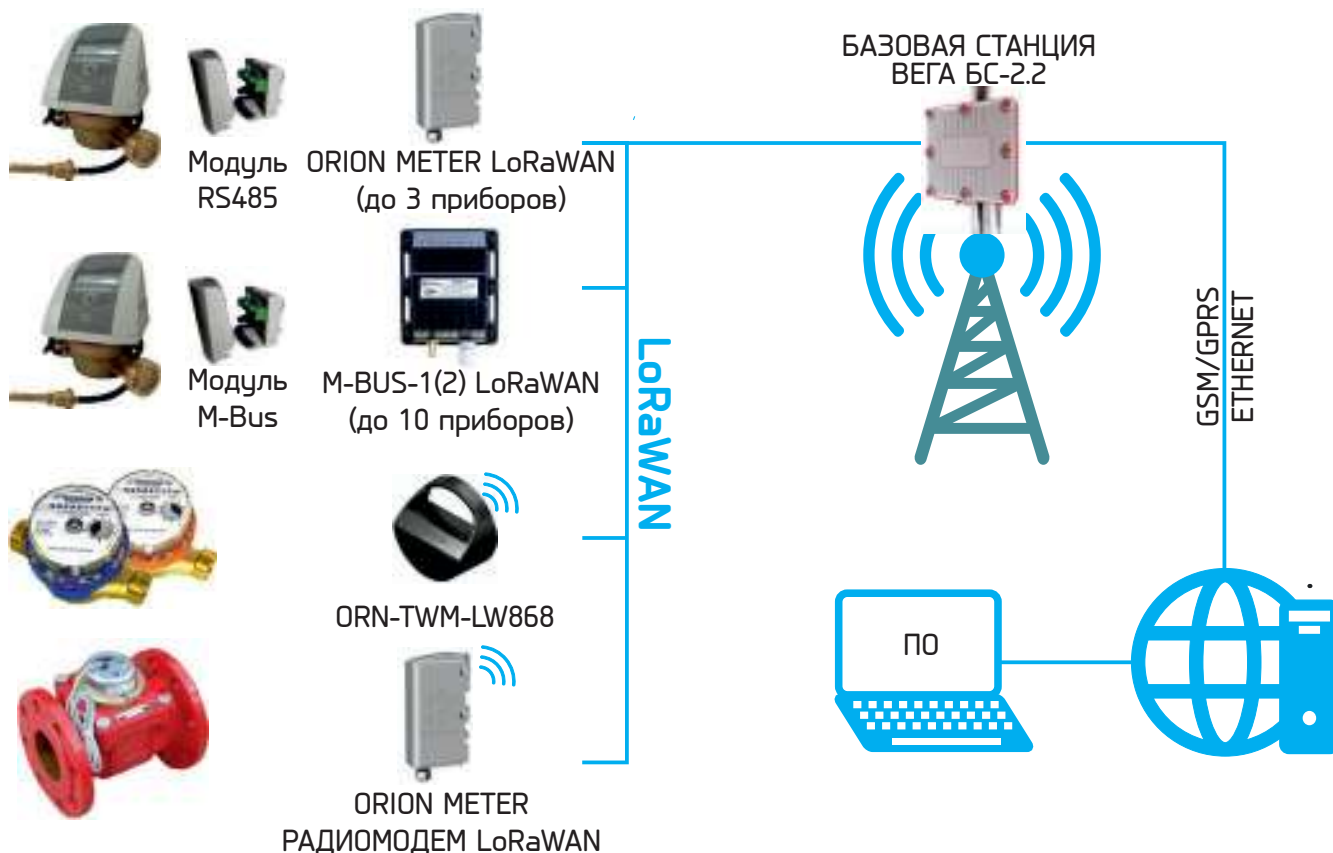 БАЗОВАЯ СТАНЦИЯ
ВЕГА БС-2.2
Модуль
RS485
ORION METER LoRaWAN
(до 3 приборов)
Модуль
M-Bus
M-BUS-1(2) LoRaWAN
(до 10 приборов)
LoRaWAN
GSM/GPRS
ETHERNET
ORN-TWM-LW868
ПО
ORION METER
РАДИОМОДЕМ LoRaWAN